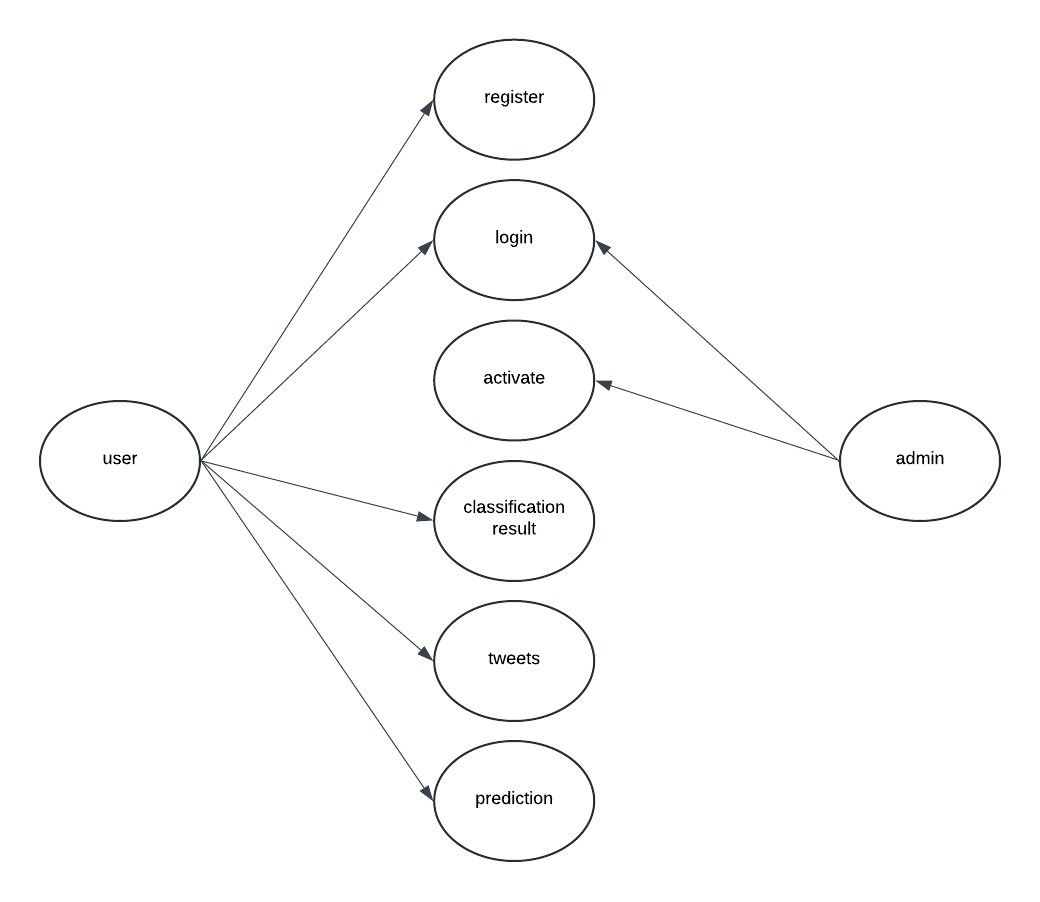 register
login
activate
user
admin
classification
result
tweets
prediction